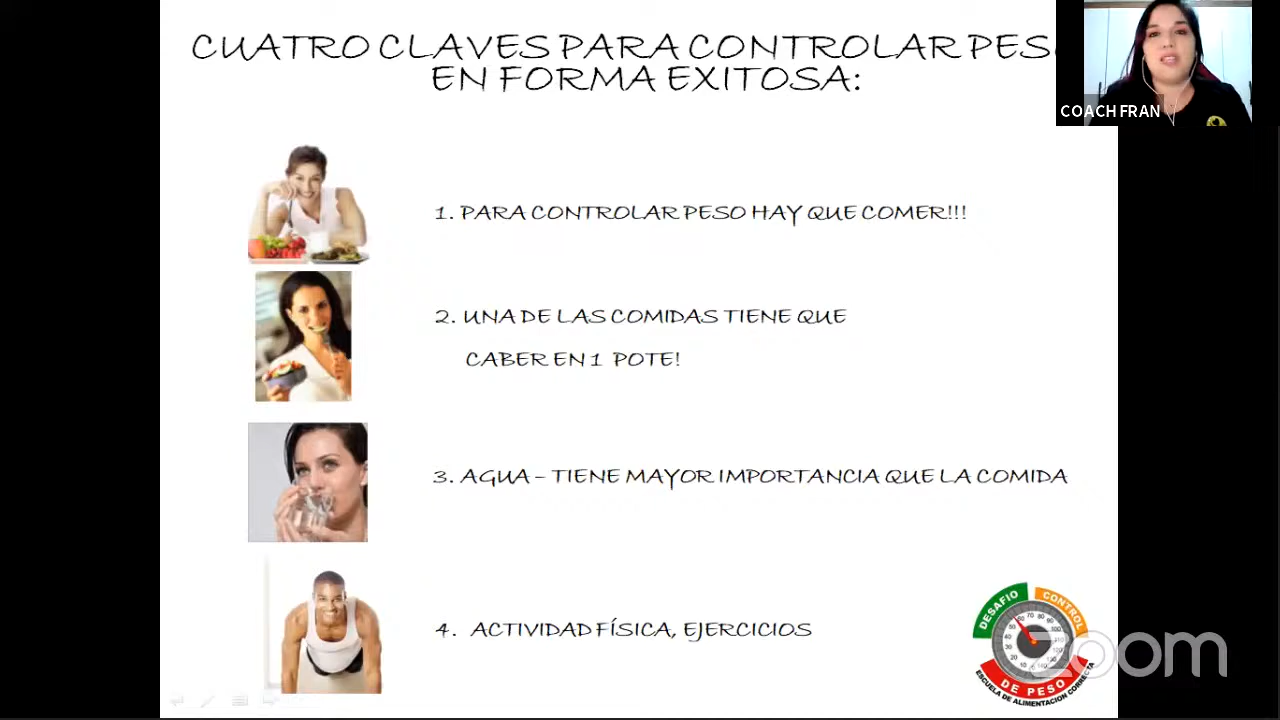 CUATRO CLAVES PARA CONTROLAR PESO
EN FORMA EXITOSA:
COACH FRAN
1. PARA CONTROLAR PESO HAY QUE COMER!!!
2. UNA DE LAS COMIDAS TIENE QUE
CABER EN 1 POTE!
3. AGUA – TIENE MAYOR IMPORTANCIA QUE LA COMIDA
4. ACTIVIDAD FÍSICA, EJERCICIOS
DESAFIO CONTROL
DE PESO
ESCUELA DE ALIMENTACION CORRECTA
zoom